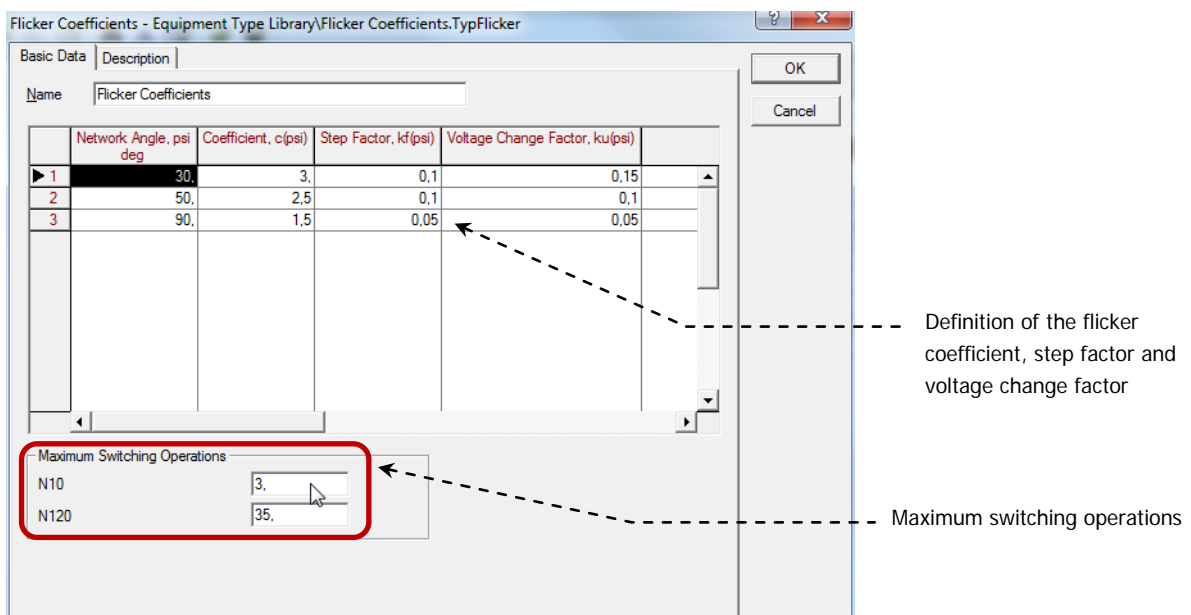 Flicker Coefficients - Equipment Type Library\Flicker Coefficients.TypFlicker
? X
Basic Data Description
OK
Name Flicker Coefficients
Cancel
Network Angle, psi deg Coefficient, c(psi) Step Factor, kf(psi) Voltage Change Factor, ku(psi)
1 30, 3, 0,1 0,15
2 50, 2,5 0,1 0,1
3 90, 1,5 0,05 0,05
Definition of the flicker
coefficient, step factor and
voltage change factor
Maximum Switching Operations
N10 3,
N120 35,
Maximum switching operations